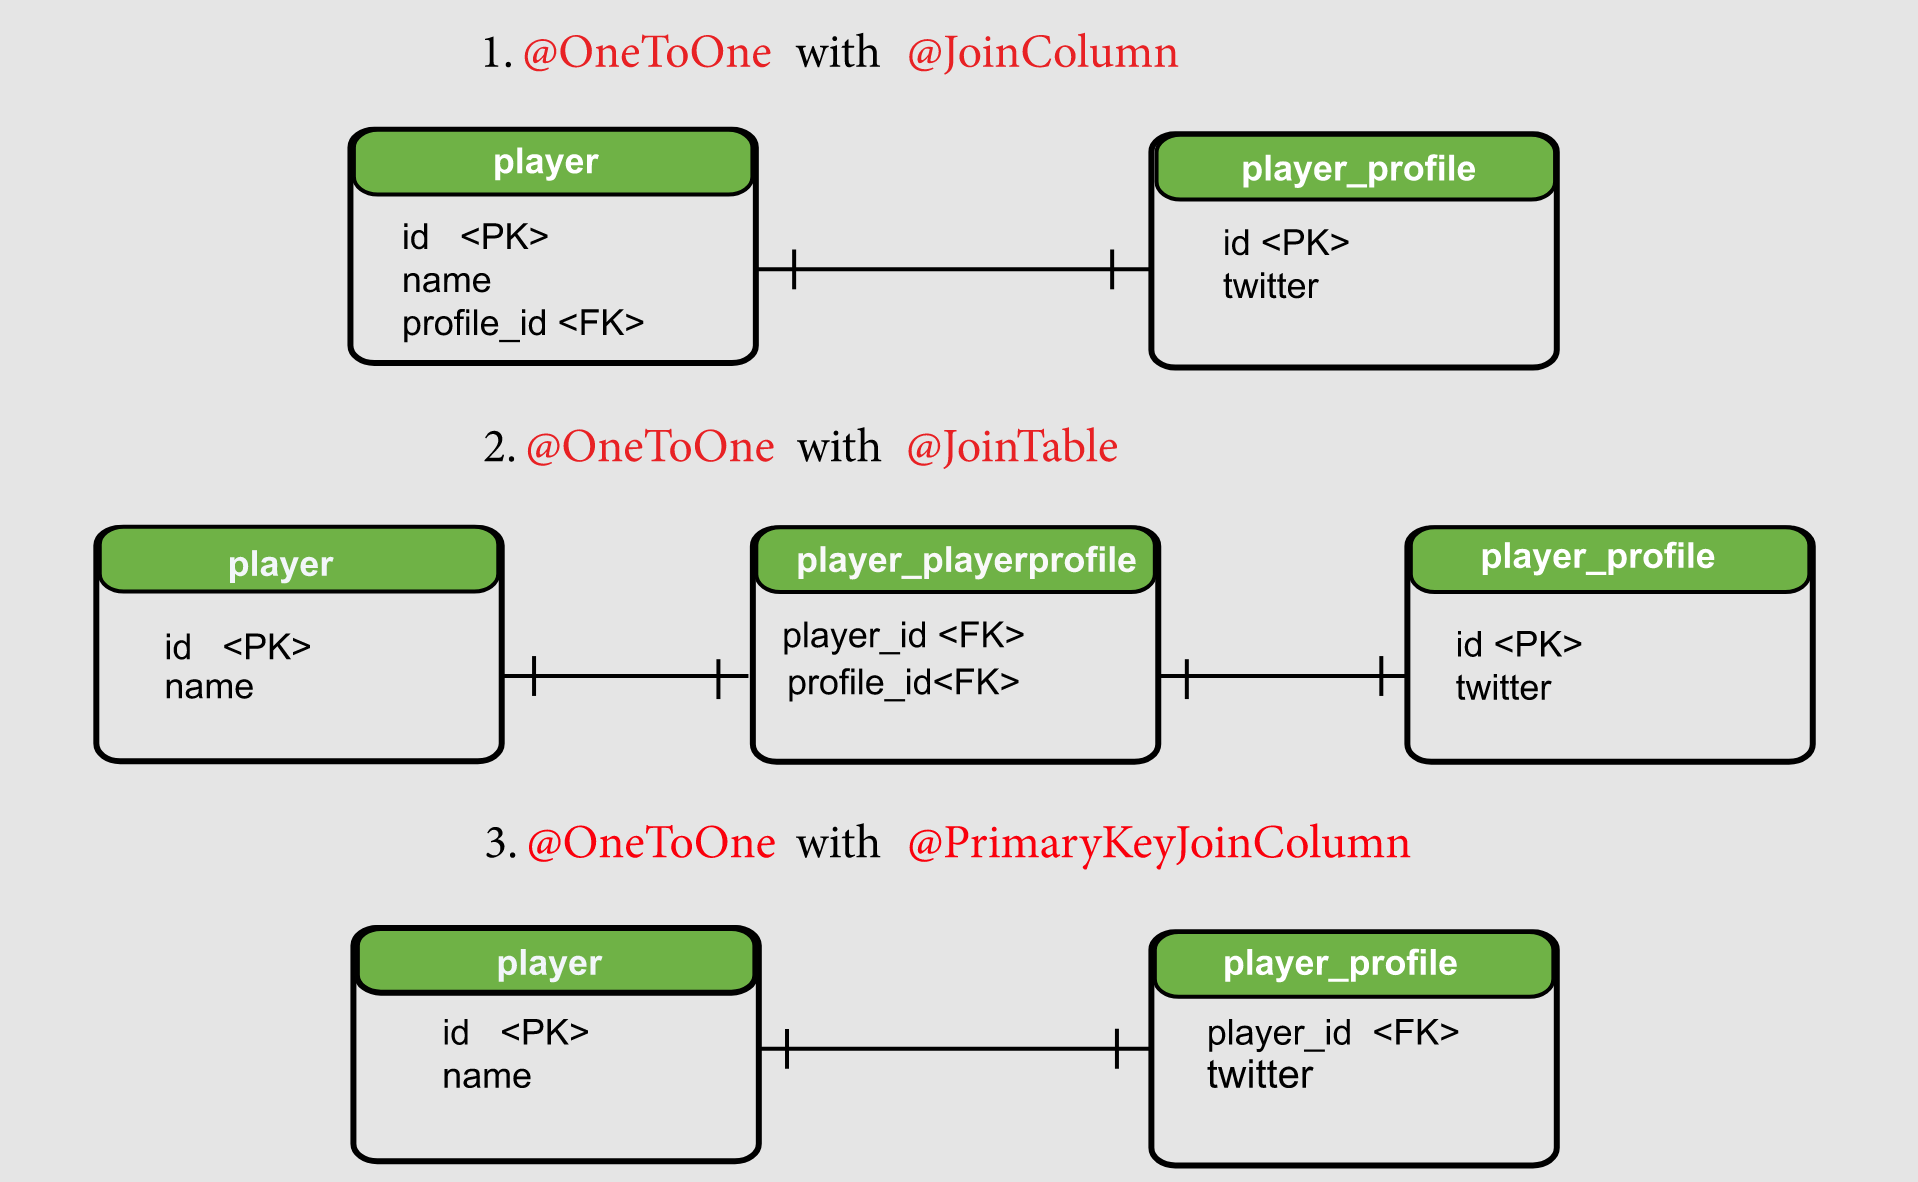 1. @OneToOne with @JoinColumn
player
id <PK>
name
profile_id <FK>
player_profile
id <PK>
twitter
2. @OneToOne with @JoinTable
player
id <PK>
name
player_playerprofile
player_id <FK>
profile_id<FK>
player_profile
id <PK>
twitter
3. @OneToOne with @PrimaryKeyJoinColumn
player
id <PK>
name
player_profile
player_id <FK>
twitter